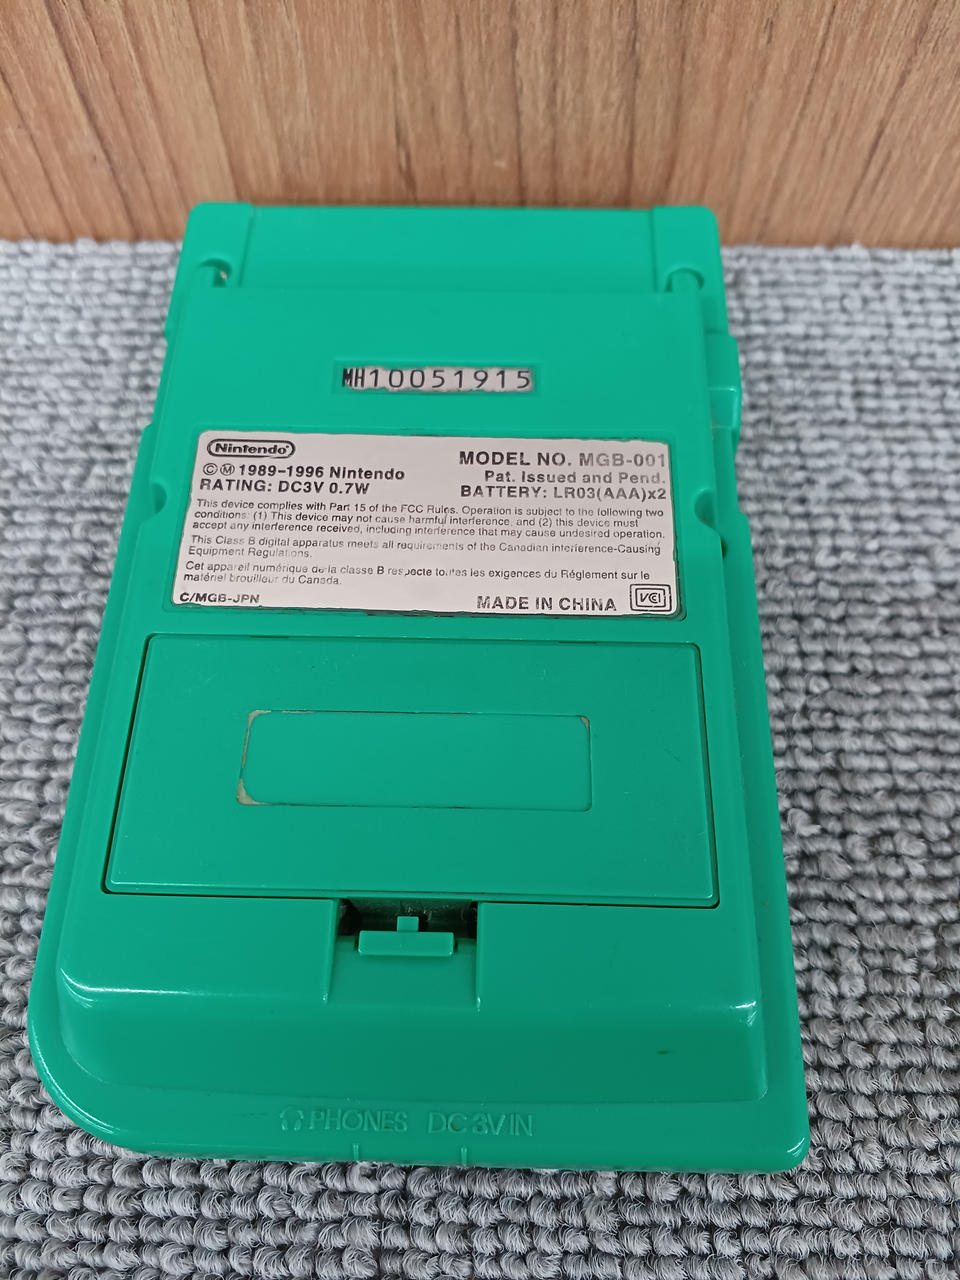 MH10051915
Nintendo®
©Ⓜ 1989-1996 Nintendo
RATING: DC3V 0.7W
MODEL NO. MGB-001
Pat. Issued and Pend.
BATTERY: LR03(AAA)x2
This device complies with Part 15 of the FCC Rules. Operation is subject to the following two
conditions: (1) This device may not cause harmful interference, and (2) this device must
accept any interference received, including interference that may cause undesired operation.
This Class B digital apparatus meets all requirements of the Canadian Interference-Causing
Equipment Regulations.
Cet appareil numérique de la classe B respecte toutes les exigences du Règlement sur le
matériel brouilleur du Canada.
C/MGB-JPN
MADE IN CHINA
VCI
PHONES DC3V IN